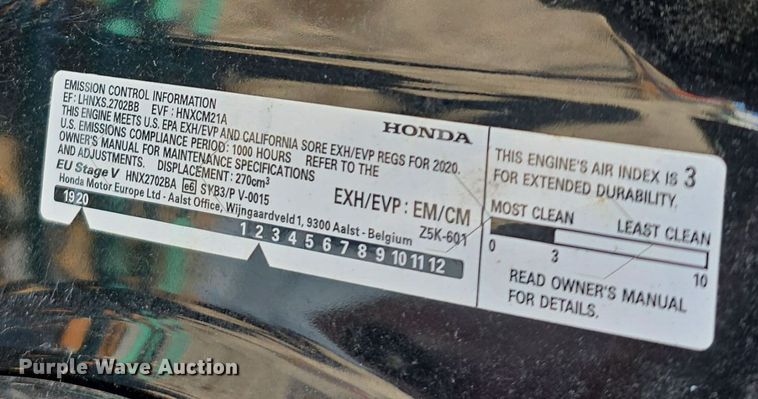 EMISSION CONTROL INFORMATION
EF: LHNXS.2702BB EVF: HNXCM21A
HONDA
THIS ENGINE MEETS U.S. EPA EXH/EVP AND CALIFORNIA SORE EXH/EVP REGS FOR 2020.
U.S. EMISSIONS COMPLIANCE PERIOD: 1000 HOURS REFER TO THE
OWNER'S MANUAL FOR MAINTENANCE SPECIFICATIONS
AND ADJUSTMENTS. DISPLACEMENT: 270cm³
EXH/EVP: EM/CM
EU Stage V HNX2702BA e6 SYB3/P V-0015
Honda Motor Europe Ltd - Aalst Office, Wijngaardveld 1, 9300 Aalst - Belgium
Z5K-601
19 20
1 2 3 4 5 6 7 8 9 10 11 12
THIS ENGINE'S AIR INDEX IS 3
FOR EXTENDED DURABILITY.
MOST CLEAN LEAST CLEAN
0 3 10
READ OWNER'S MANUAL
FOR DETAILS.
Purple Wave Auction